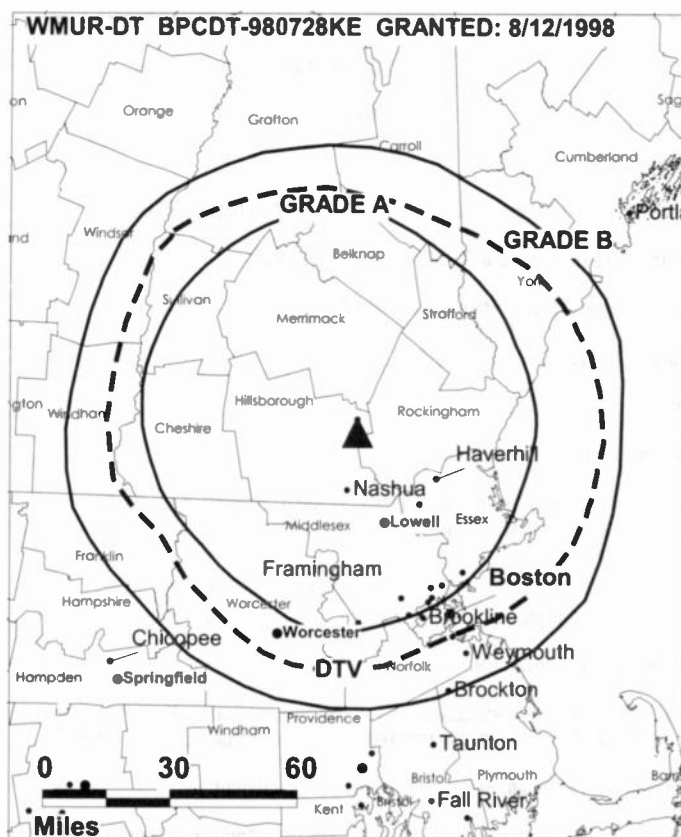 WMUR-DT BPCDT-980728KE GRANTED: 8/12/1998
Orange
Grafton
Carroll
Cumberland
Portla
GRADE A
GRADE B
Windsor
Belknap
York
Sullivan
Merrimack
Strafford
Windham
Hillsborough
Rockingham
Cheshire
Haverhill
Nashua
Middlesex
Lowell
Essex
Franklin
Framingham
Boston
Hampshire
Worcester
Brookline
Chicopee
Worcester
Weymouth
DTV
Norfolk
Hampden
Springfield
Brockton
Windham
Providence
Taunton
0 30 60
Bristol
Plymouth
Kent
Bristol
Fall River
Miles